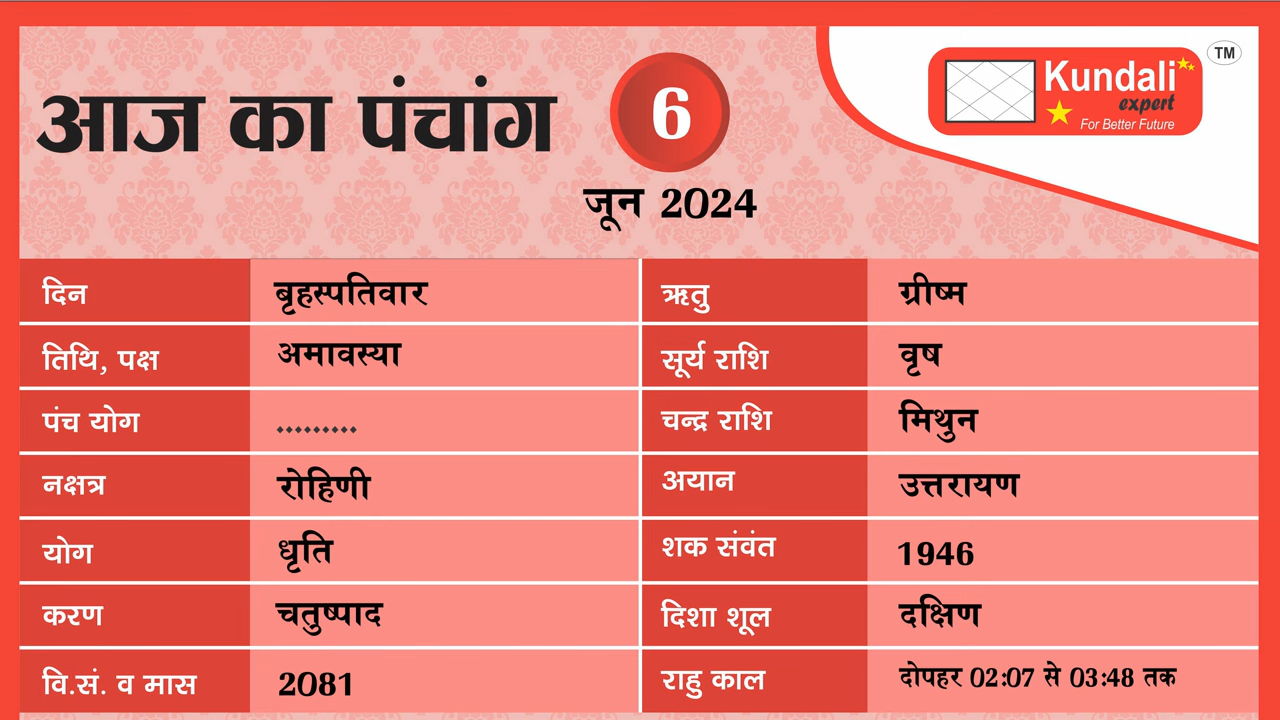 आज का पंचांग
6
जून 2024
Kundali
expert
For Better Future
TM
दिन बृहस्पतिवार ऋतु ग्रीष्म
तिथि, पक्ष अमावस्या सूर्य राशि वृष
पंच योग ......... चन्द्र राशि मिथुन
नक्षत्र रोहिणी अयान उत्तरायण
योग धृति शक संवंत 1946
करण चतुष्पाद दिशा शूल दक्षिण
वि.सं. व मास 2081 राहु काल दोपहर 02:07 से 03:48 तक